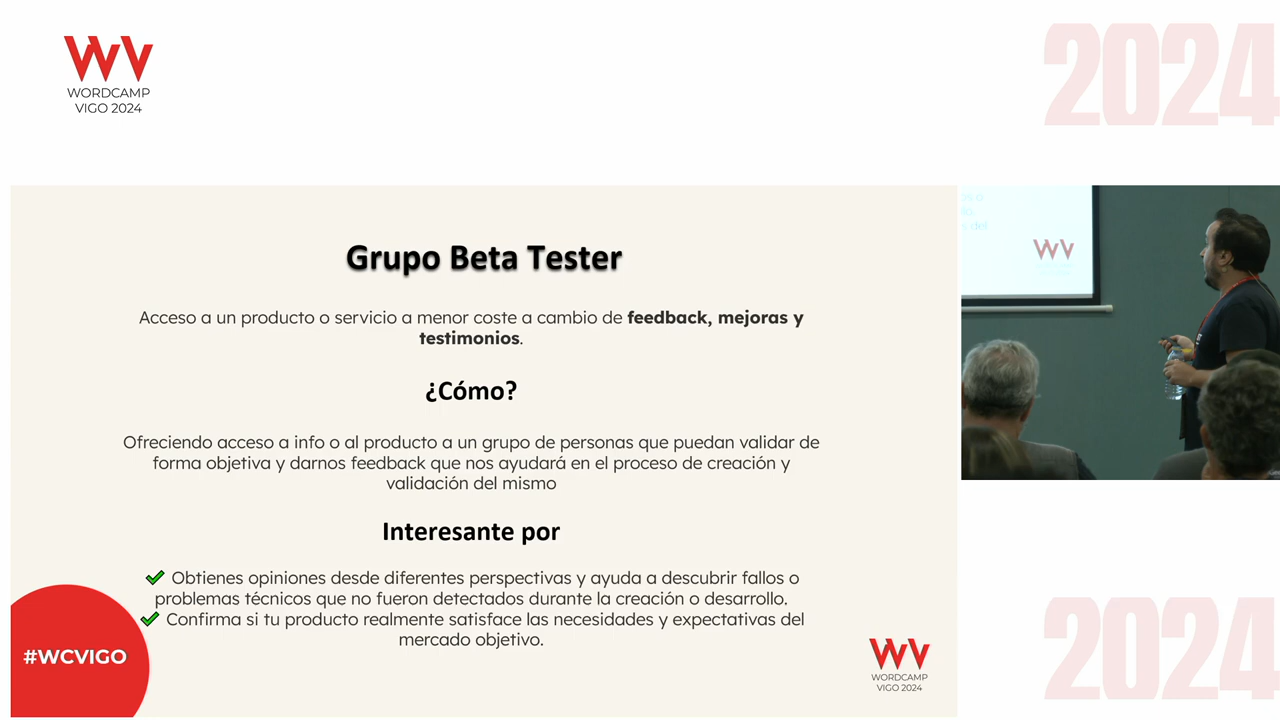 WORDCAMP
VIGO 2024
2024
Grupo Beta Tester
Acceso a un producto o servicio a menor coste a cambio de feedback, mejoras y
testimonios.
¿Cómo?
Ofreciendo acceso a info o al producto a un grupo de personas que puedan validar de
forma objetiva y darnos feedback que nos ayudará en el proceso de creación y
validación del mismo
Interesante por
✔ Obtienes opiniones desde diferentes perspectivas y ayuda a descubrir fallos o
problemas técnicos que no fueron detectados durante la creación o desarrollo.
✔ Confirma si tu producto realmente satisface las necesidades y expectativas del
mercado objetivo.
#WCVIGO
WORDCAMP
VIGO 2024
2024